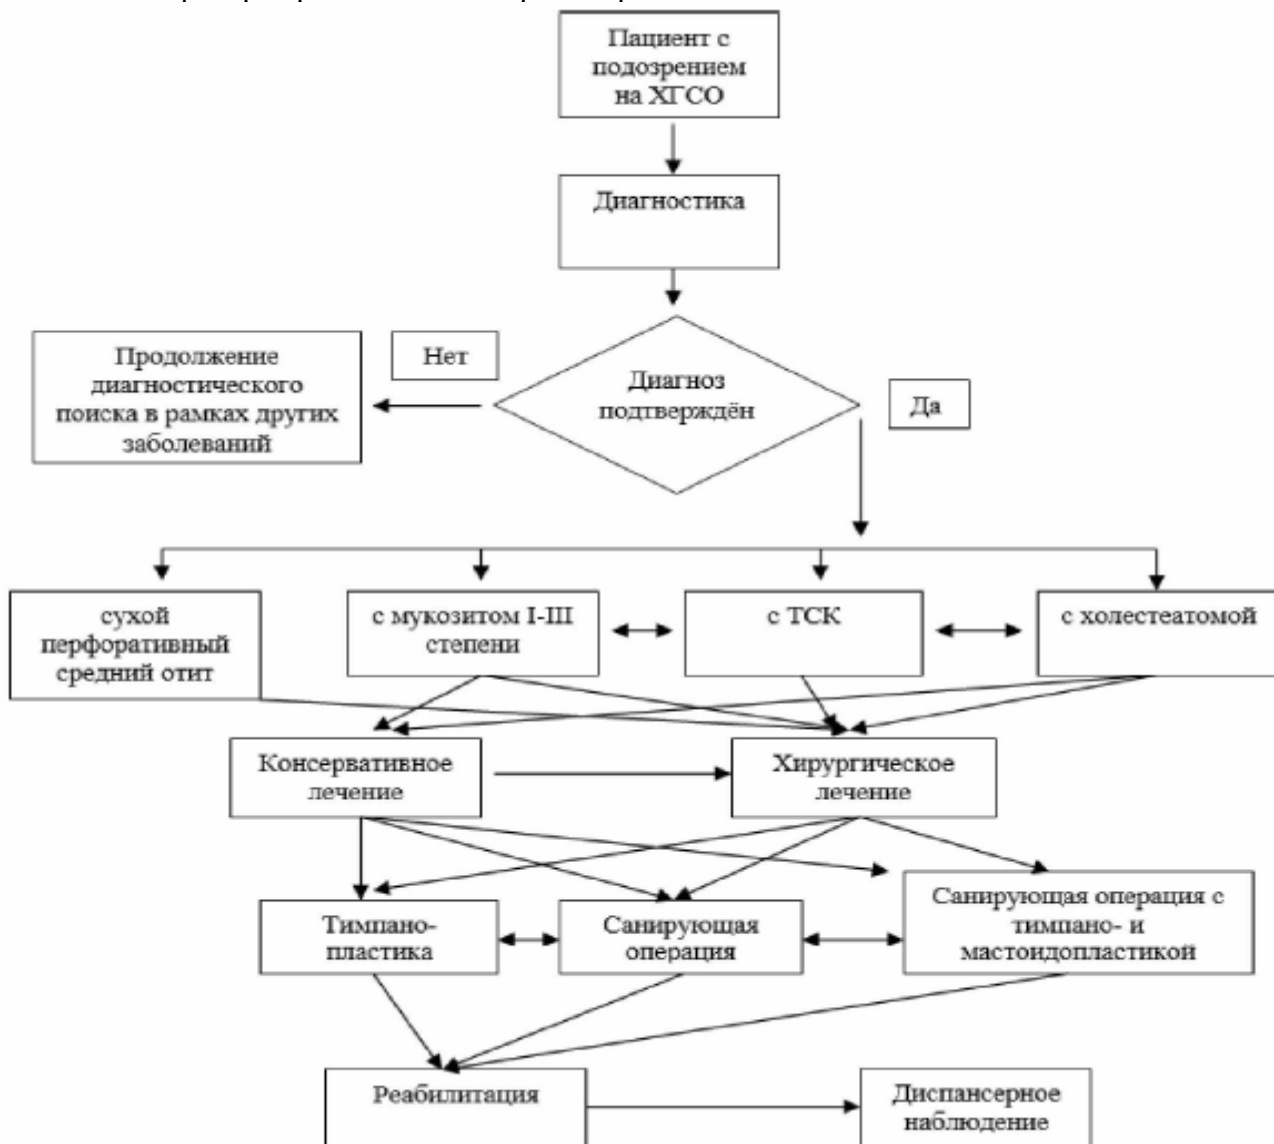 Пациент с
подозрением
на ХГСО
Диагностика
Нет
Продолжение
диагностического
поиска в рамках других
заболеваний
Диагноз
подтверждён
Да
сухой
перфоративный
средний отит
с мукозитом I-III
степени
с ТСК
с холестеатомой
Консервативное
лечение
Хирургическое
лечение
Тимпано-
пластика
Санирующая
операция
Санирующая операция с
тимпано- и
мастоидопластикой
Реабилитация
Диспансерное
наблюдение